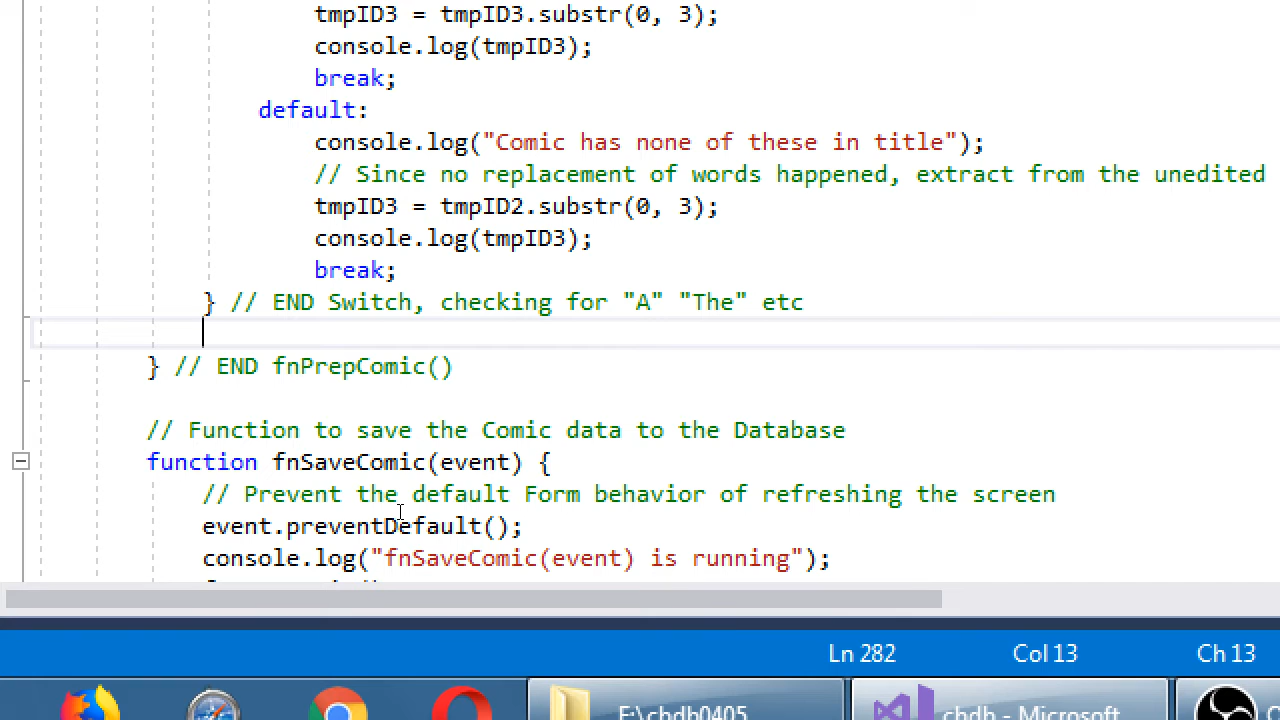 tmpID3 = tmpID3.substr(0, 3);
console.log(tmpID3);
break;
default:
console.log("Comic has none of these in title");
// Since no replacement of words happened, extract from the unedited
tmpID3 = tmpID2.substr(0, 3);
console.log(tmpID3);
break;
} // END Switch, checking for "A" "The" etc
} // END fnPrepComic()
// Function to save the Comic data to the Database
function fnSaveComic(event) {
// Prevent the default Form behavior of refreshing the screen
event.preventDefault();
console.log("fnSaveComic(event) is running");
Ln 282 Col 13 Ch 13
F:\chdb0405 chdb - Microsoft